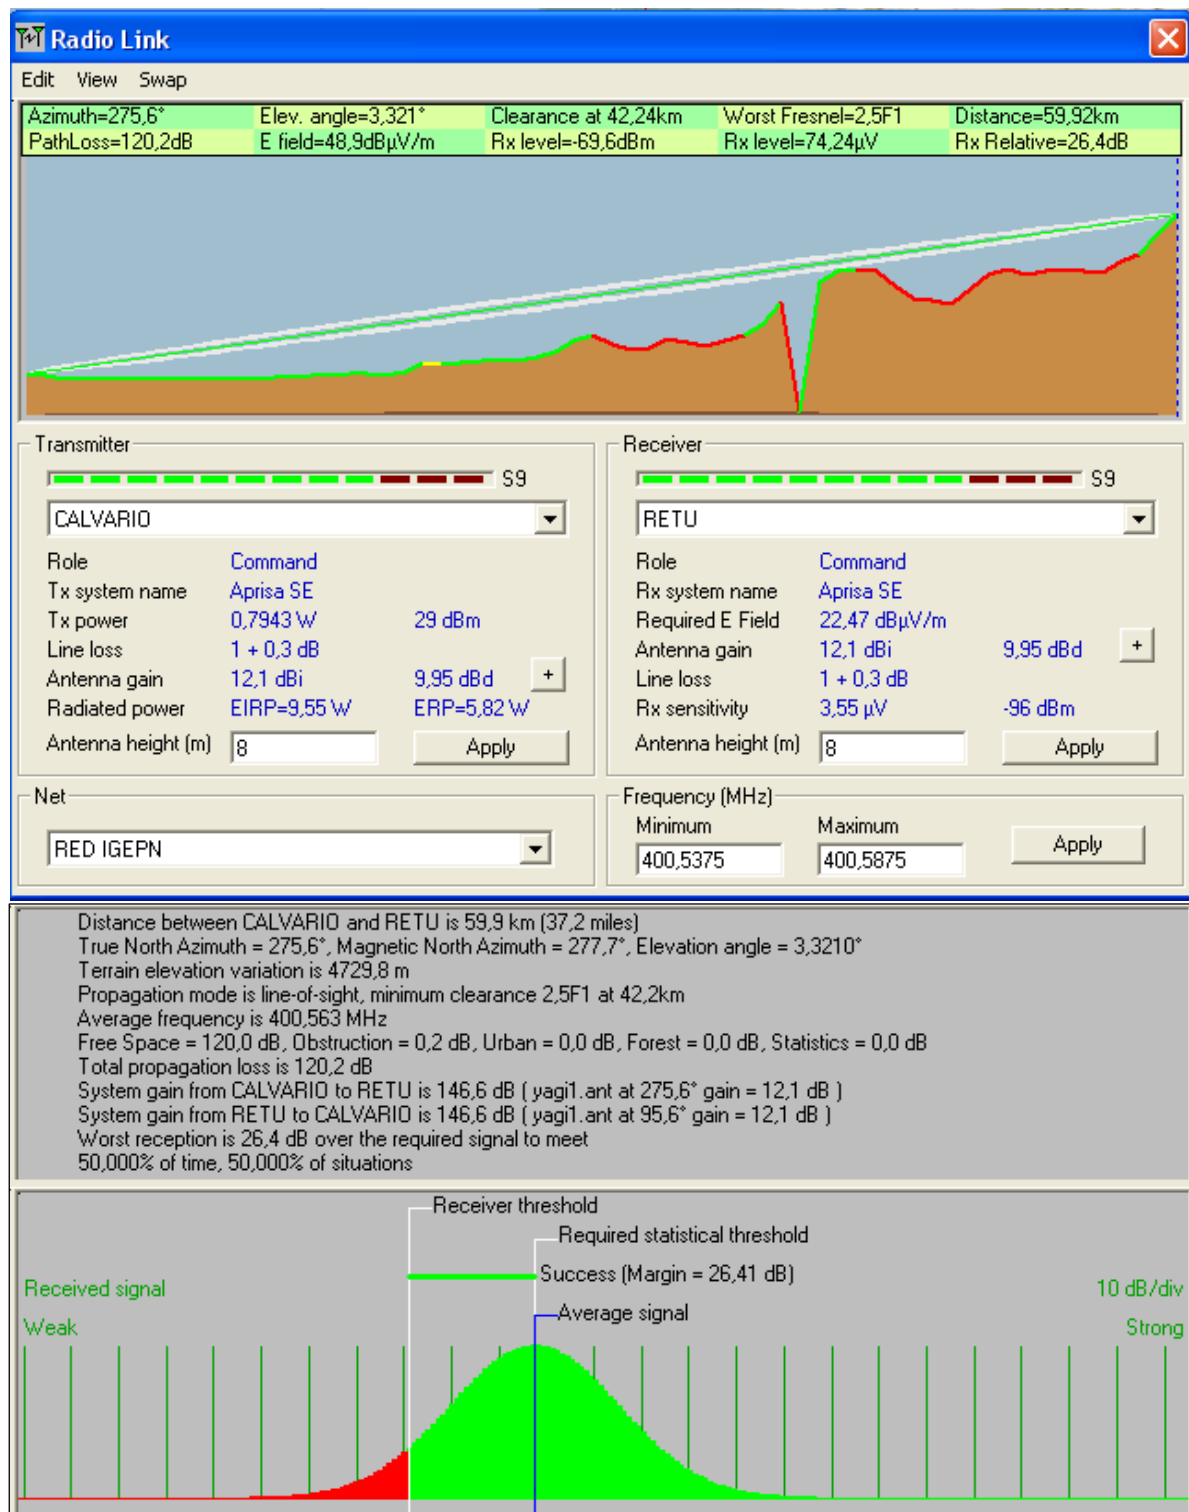 Radio Link
Edit View Swap
Azimuth=275,6° Elev. angle=3,321° Clearance at 42,24km Worst Fresnel=2,5F1 Distance=59,92km
PathLoss=120,2dB E field=48,9dBµV/m Rx level=-69,6dBm Rx level=74,24µV Rx Relative=26,4dB
Transmitter
S9
CALVARIO
Role Command
Tx system name Aprisa SE
Tx power 0,7943 W 29 dBm
Line loss 1 + 0,3 dB
Antenna gain 12,1 dBi 9,95 dBd +
Radiated power EIRP=9,55 W ERP=5,82 W
Antenna height (m) 8 Apply
Receiver
S9
RETU
Role Command
Rx system name Aprisa SE
Required E Field 22,47 dBµV/m
Antenna gain 12,1 dBi 9,95 dBd +
Line loss 1 + 0,3 dB
Rx sensitivity 3,55 µV -96 dBm
Antenna height (m) 8 Apply
Net
RED IGEPN
Frequency (MHz)
Minimum Maximum
400,5375 400,5875 Apply
Distance between CALVARIO and RETU is 59,9 km (37,2 miles)
True North Azimuth = 275,6°, Magnetic North Azimuth = 277,7°, Elevation angle = 3,3210°
Terrain elevation variation is 4729,8 m
Propagation mode is line-of-sight, minimum clearance 2,5F1 at 42,2km
Average frequency is 400,563 MHz
Free Space = 120,0 dB, Obstruction = 0,2 dB, Urban = 0,0 dB, Forest = 0,0 dB, Statistics = 0,0 dB
Total propagation loss is 120,2 dB
System gain from CALVARIO to RETU is 146,6 dB ( yagi1.ant at 275,6° gain = 12,1 dB )
System gain from RETU to CALVARIO is 146,6 dB ( yagi1.ant at 95,6° gain = 12,1 dB )
Worst reception is 26,4 dB over the required signal to meet
50,000% of time, 50,000% of situations
Receiver threshold
Required statistical threshold
Success (Margin = 26,41 dB)
Received signal 10 dB/div
Average signal
Weak Strong